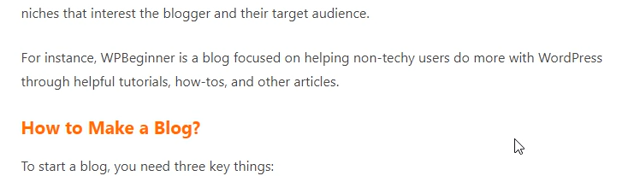 niches that interest the blogger and their target audience.
For instance, WPBeginner is a blog focused on helping non-techy users do more with WordPress
through helpful tutorials, how-tos, and other articles.
How to Make a Blog?
To start a blog, you need three key things: